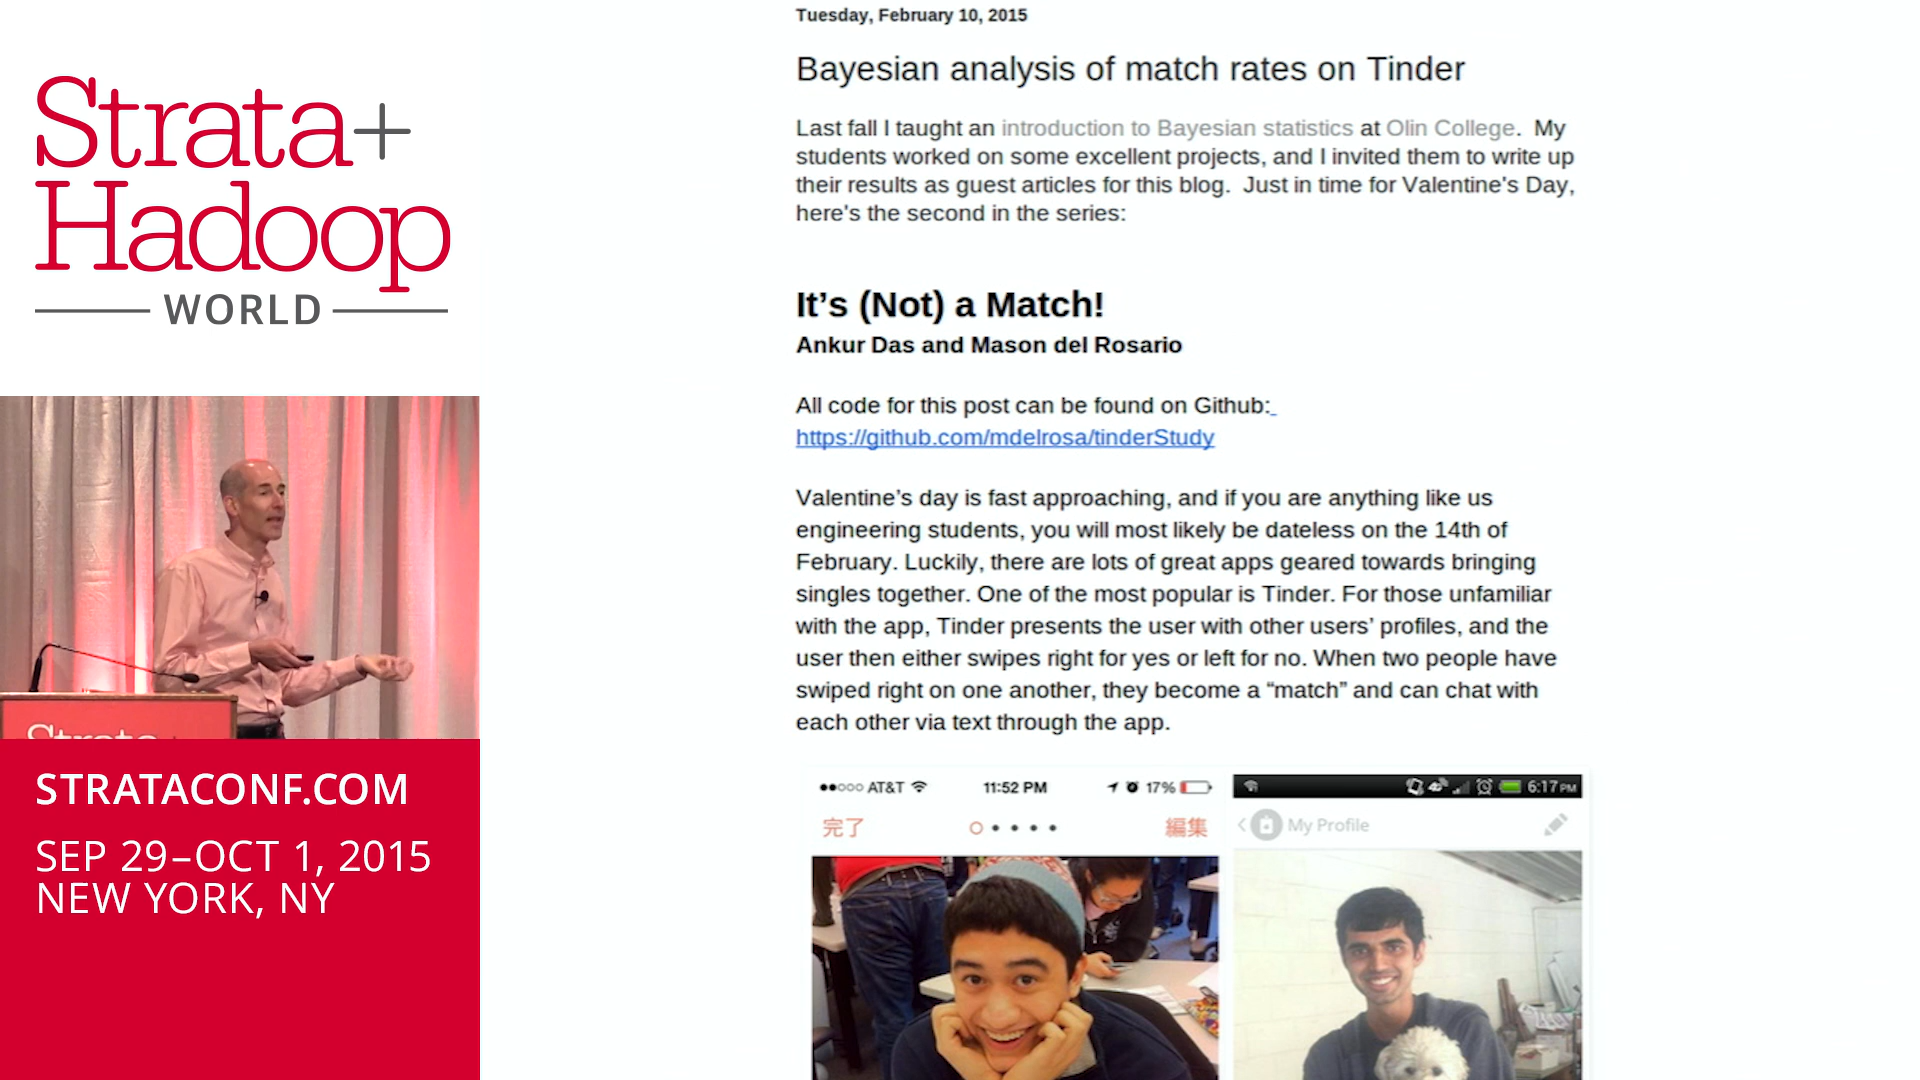 Strata+
Hadoop
WORLD
Strata+
STRATACONF.COM
SEP 29–OCT 1, 2015
NEW YORK, NY
Tuesday, February 10, 2015
Bayesian analysis of match rates on Tinder
Last fall I taught an introduction to Bayesian statistics at Olin College.  My
students worked on some excellent projects, and I invited them to write up
their results as guest articles for this blog.  Just in time for Valentine's Day,
here's the second in the series:
It’s (Not) a Match!
Ankur Das and Mason del Rosario
All code for this post can be found on Github:
https://github.com/mdelrosa/tinderStudy
Valentine’s day is fast approaching, and if you are anything like us
engineering students, you will most likely be dateless on the 14th of
February. Luckily, there are lots of great apps geared towards bringing
singles together. One of the most popular is Tinder. For those unfamiliar
with the app, Tinder presents the user with other users’ profiles, and the
user then either swipes right for yes or left for no. When two people have
swiped right on one another, they become a “match” and can chat with
each other via text through the app.
AT&T 11:52 PM 17%
完了 編集
6:17 PM
My Profile